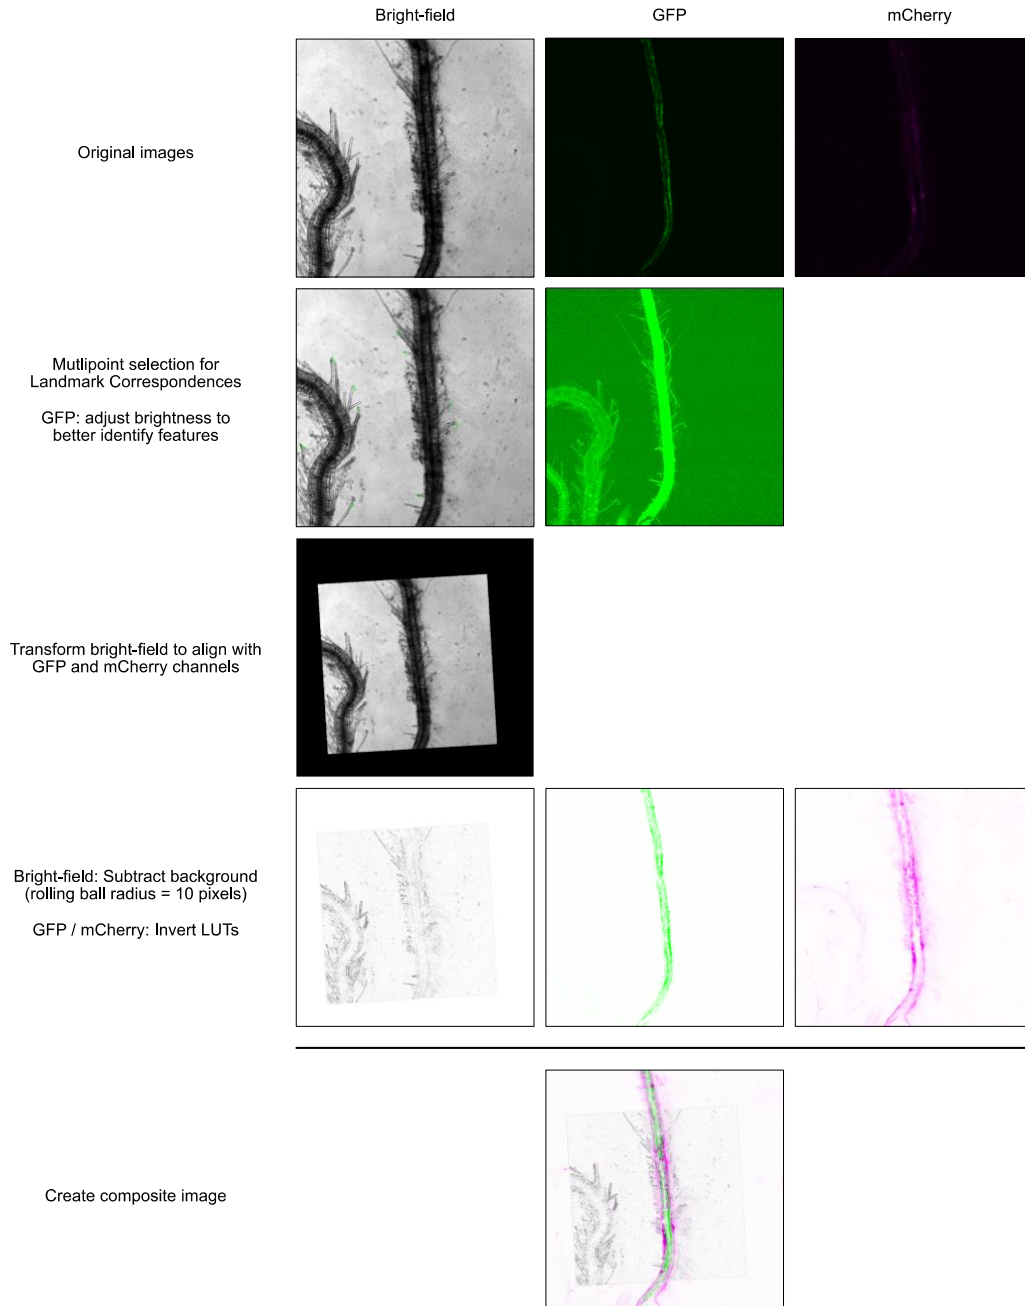 Bright-field
GFP
mCherry
Original images
Mutlipoint selection for
Landmark Correspondences
GFP: adjust brightness to
better identify features
Transform bright-field to align with
GFP and mCherry channels
Bright-field: Subtract background
(rolling ball radius = 10 pixels)
GFP / mCherry: Invert LUTs
Create composite image